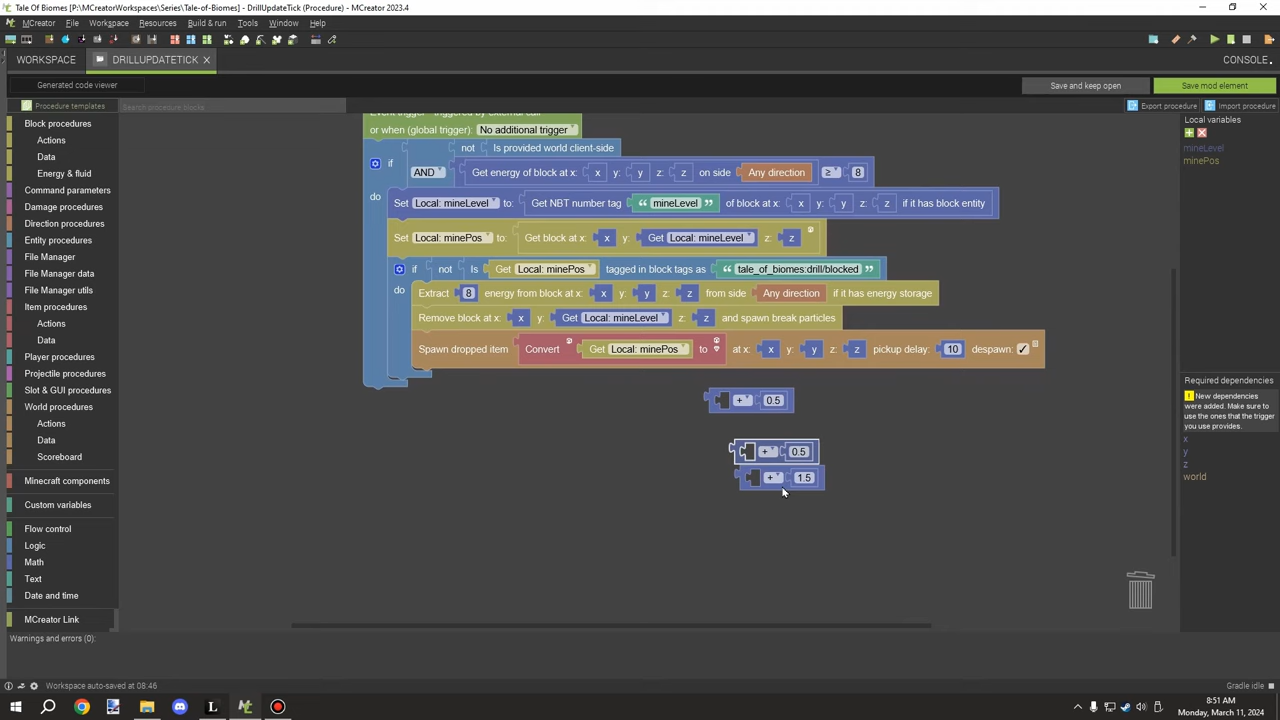 Tale Of Biomes [P:\MCreatorWorkspaces\Series\Tale-of-Biomes] - DrillUpdateTick (Procedure) - MCreator 2023.4
MCreator File Workspace Resources Build & run Tools Window Help
WORKSPACE DRILLUPDATETICK CONSOLE
Generated code viewer Save and keep open Save mod element
Procedure templates Search procedure blocks Export procedure Import procedure
Local variables
mineLevel
minePos
Block procedures
Actions
Data
Energy & fluid
Command parameters
Damage procedures
Direction procedures
Entity procedures
File Manager
File Manager data
File Manager utils
Item procedures
Actions
Data
Player procedures
Projectile procedures
Slot & GUI procedures
World procedures
Actions
Data
Scoreboard
Minecraft components
Custom variables
Flow control
Logic
Math
Text
Date and time
MCreator Link
Event trigger - triggered by external call
or when (global trigger): No additional trigger
if AND not Is provided world client-side
Get energy of block at x: x y: y z: z on side Any direction ≥ 8
do Set Local: mineLevel to: Get NBT number tag “ mineLevel ” of block at x: x y: y z: z if it has block entity
Set Local: minePos to: Get block at x: x y: Get Local: mineLevel z: z
if not Is Get Local: minePos tagged in block tags as “ tale_of_biomes:drill/blocked ”
do Extract 8 energy from block at x: x y: y z: z from side Any direction if it has energy storage
Remove block at x: x y: Get Local: mineLevel z: z and spawn break particles
Spawn dropped item Convert Get Local: minePos to at x: x y: y z: z pickup delay: 10 despawn: ✓
+ 0.5
+ 0.5
+ 1.5
Required dependencies
! New dependencies
were added. Make sure to
use the ones that the trigger
you use provides.
x
y
z
world
Warnings and errors (0):
Workspace auto-saved at 08:46 Gradle idle
8:51 AM
Monday, March 11, 2024